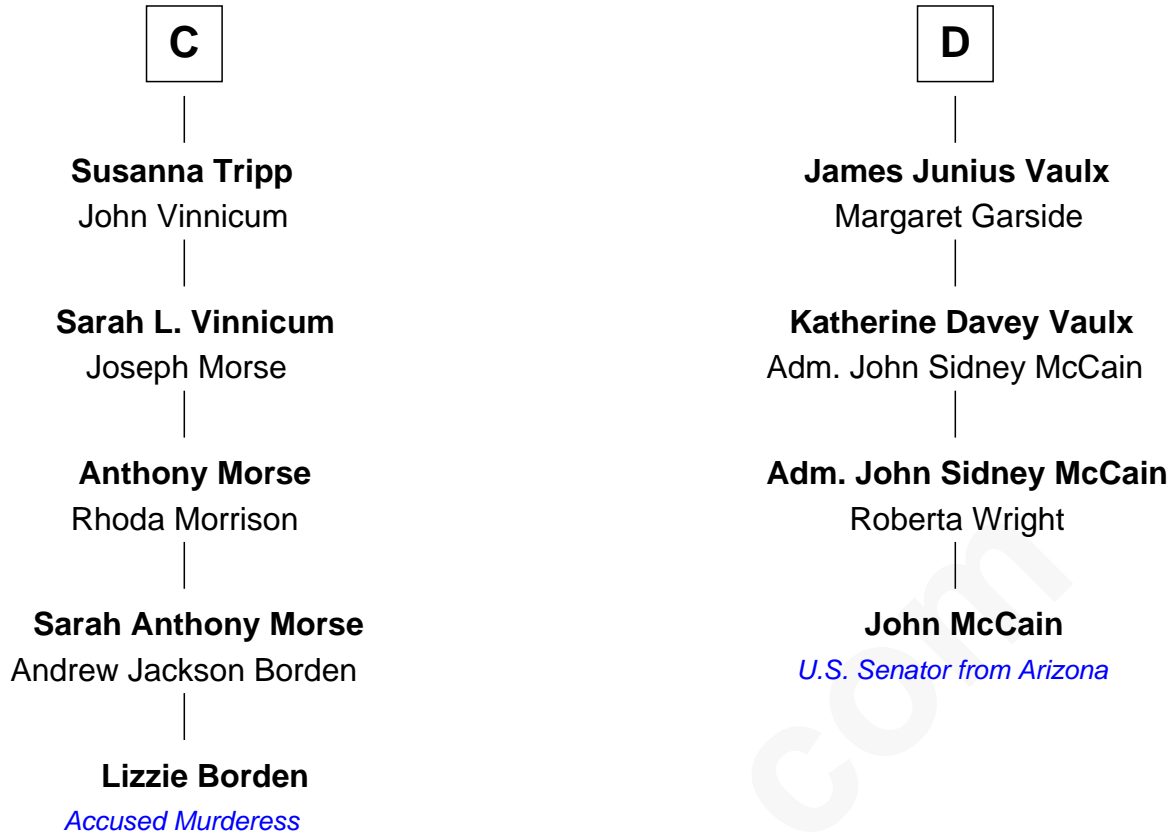 C
Susanna Tripp
John Vinnicum
Sarah L. Vinnicum
Joseph Morse
Anthony Morse
Rhoda Morrison
Sarah Anthony Morse
Andrew Jackson Borden
Lizzie Borden
Accused Murderess
D
James Junius Vaulx
Margaret Garside
Katherine Davey Vaulx
Adm. John Sidney McCain
Adm. John Sidney McCain
Roberta Wright
John McCain
U.S. Senator from Arizona
com